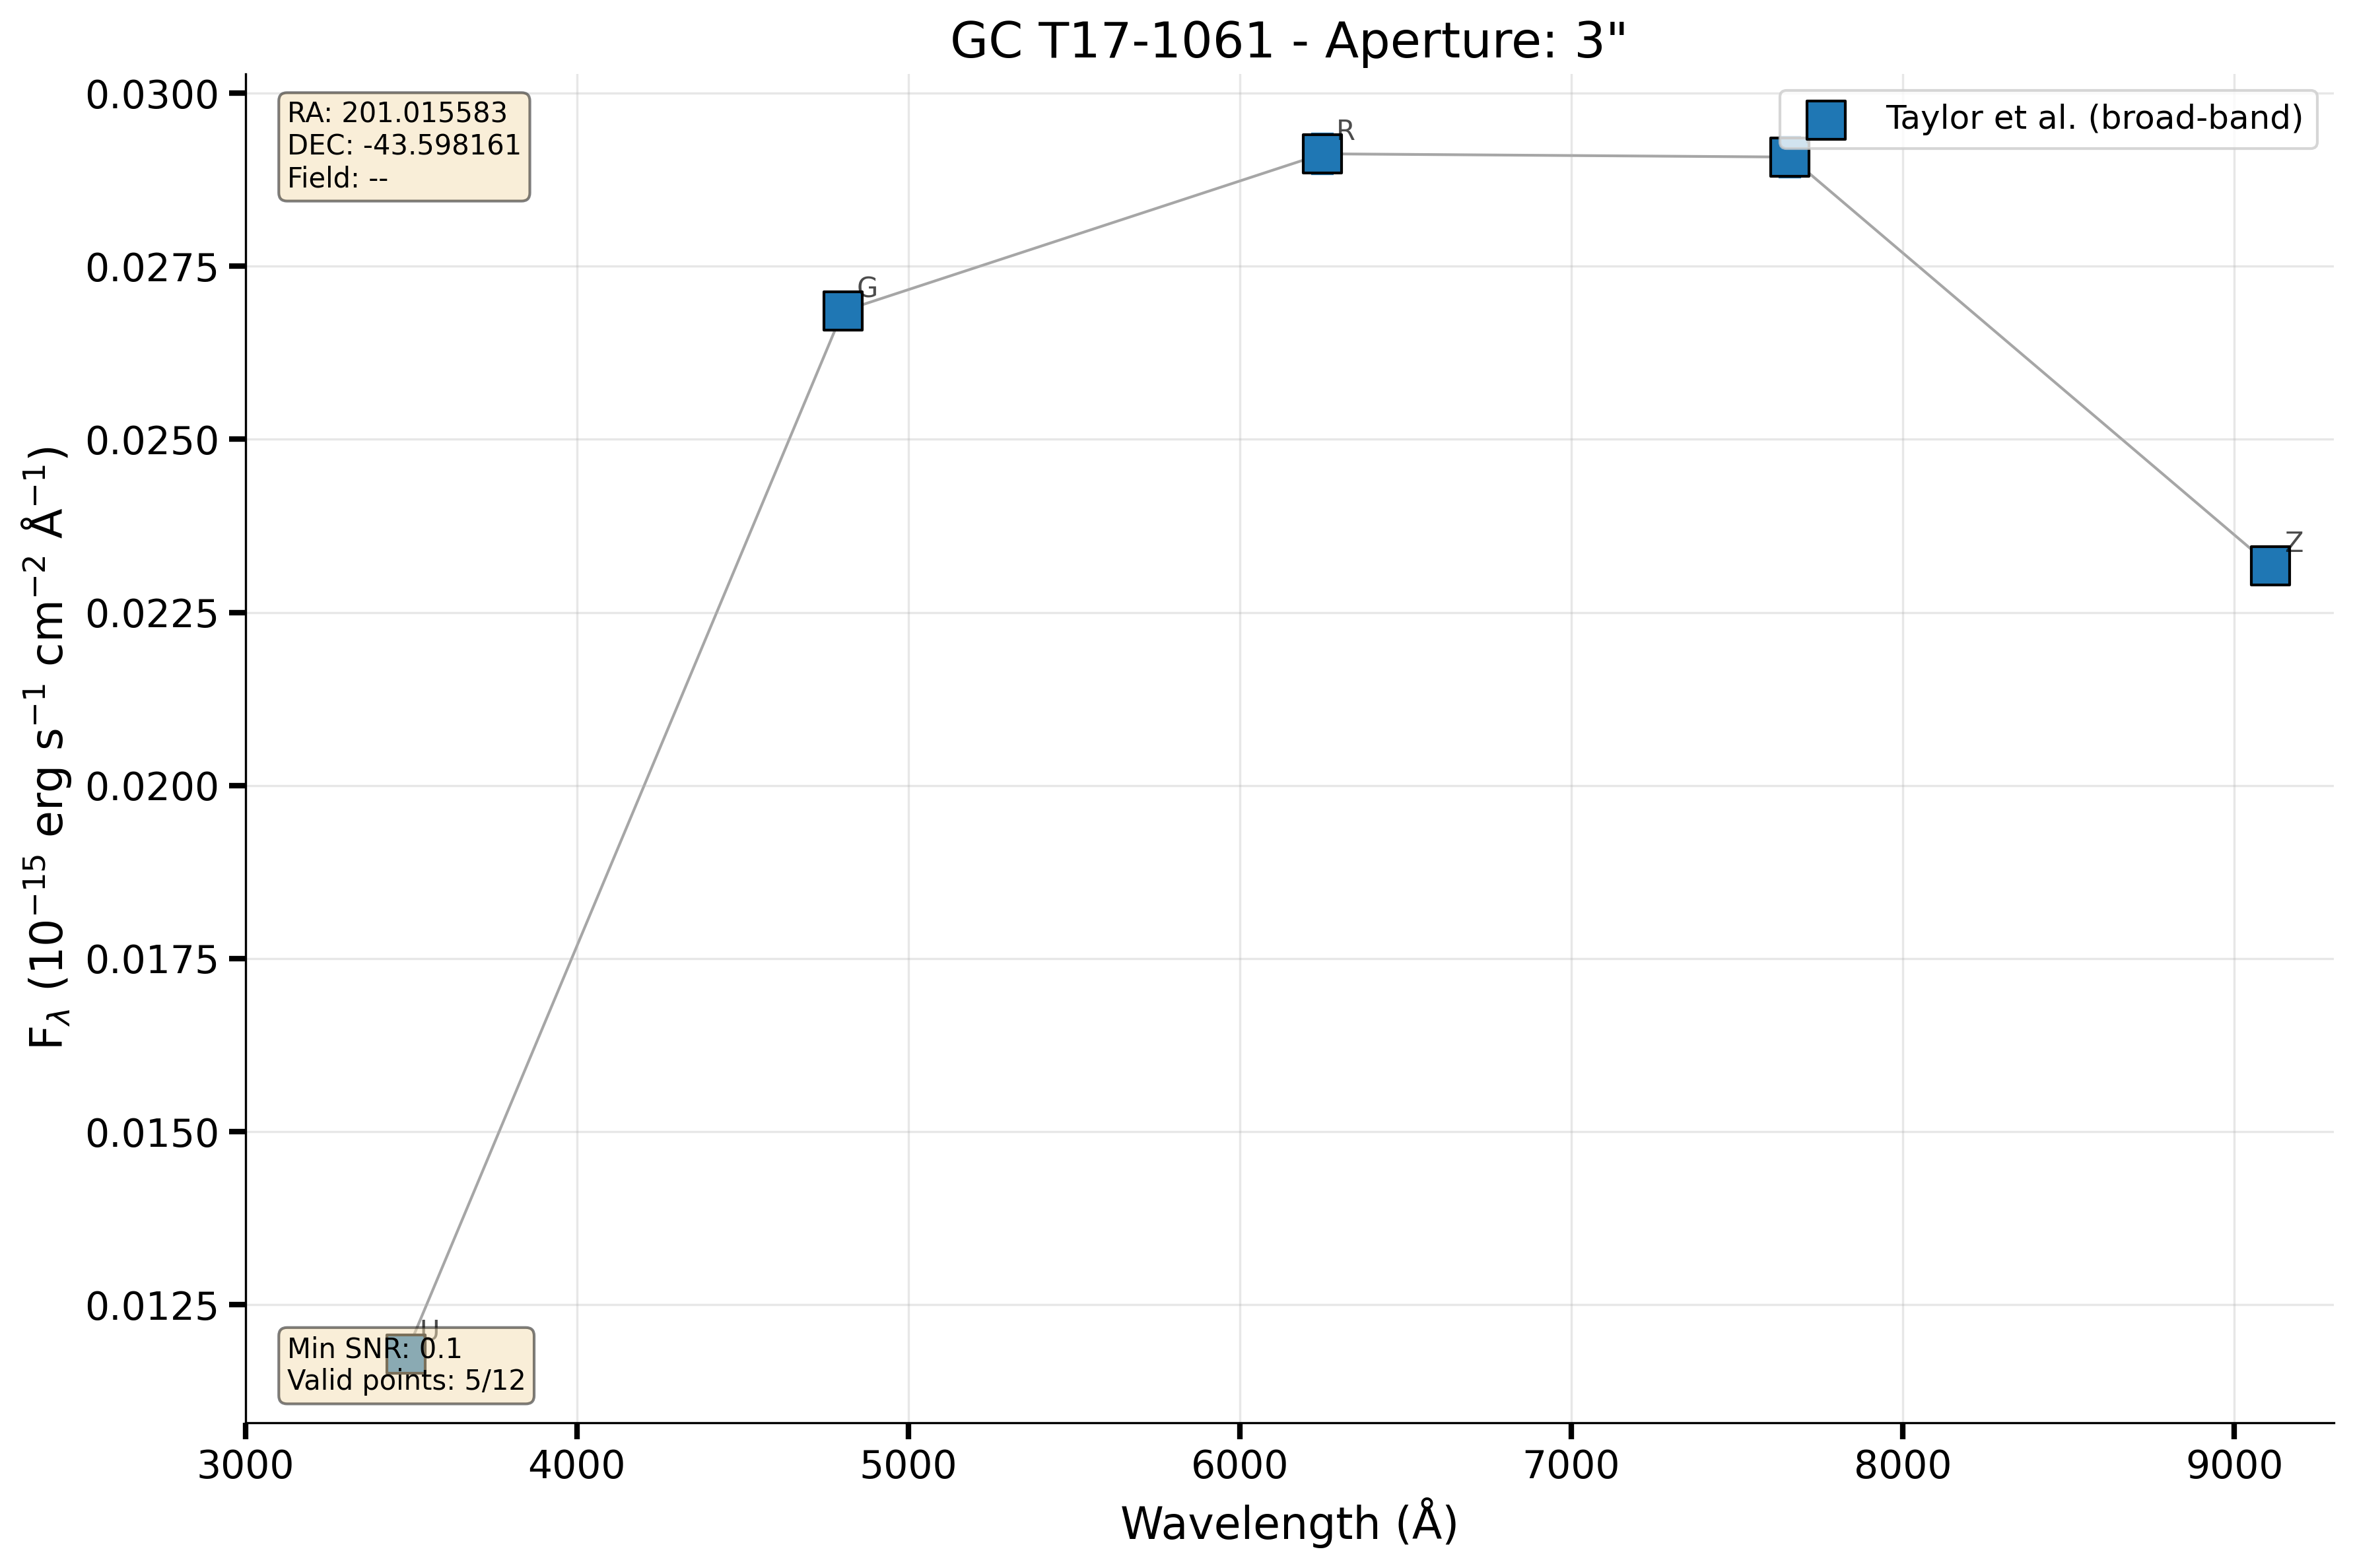 GC T17-1061 - Aperture: 3"
RA: 201.015583
DEC: -43.598161
Field: --
Taylor et al. (broad-band)
R
G
Z
U
Min SNR: 0.1
Valid points: 5/12
0.0300
0.0275
0.0250
0.0225
0.0200
0.0175
0.0150
0.0125
F_λ (10⁻¹⁵ erg s⁻¹ cm⁻² Å⁻¹)
3000 4000 5000 6000 7000 8000 9000
Wavelength (Å)